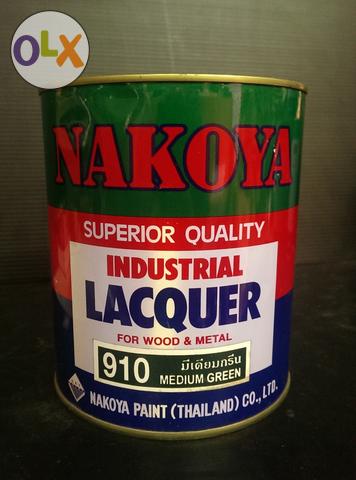 OLX
NAKOYA
SUPERIOR QUALITY
INDUSTRIAL
LACQUER
FOR WOOD & METAL
910 มีเดียมกรีน
MEDIUM GREEN
NAKOYA PAINT (THAILAND) CO., LTD.